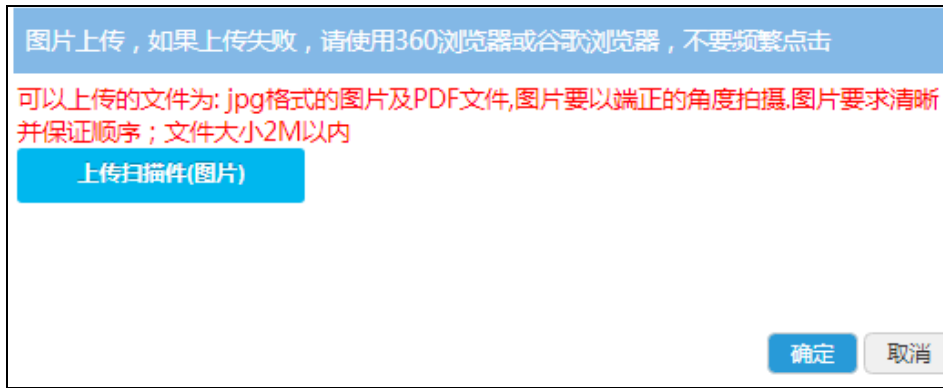 图片上传，如果上传失败，请使用360浏览器或谷歌浏览器，不要频繁点击
可以上传的文件为: jpg格式的图片及PDF文件,图片要以端正的角度拍摄.图片要求清晰
并保证顺序；文件大小2M以内
上传扫描件(图片)
确定 取消